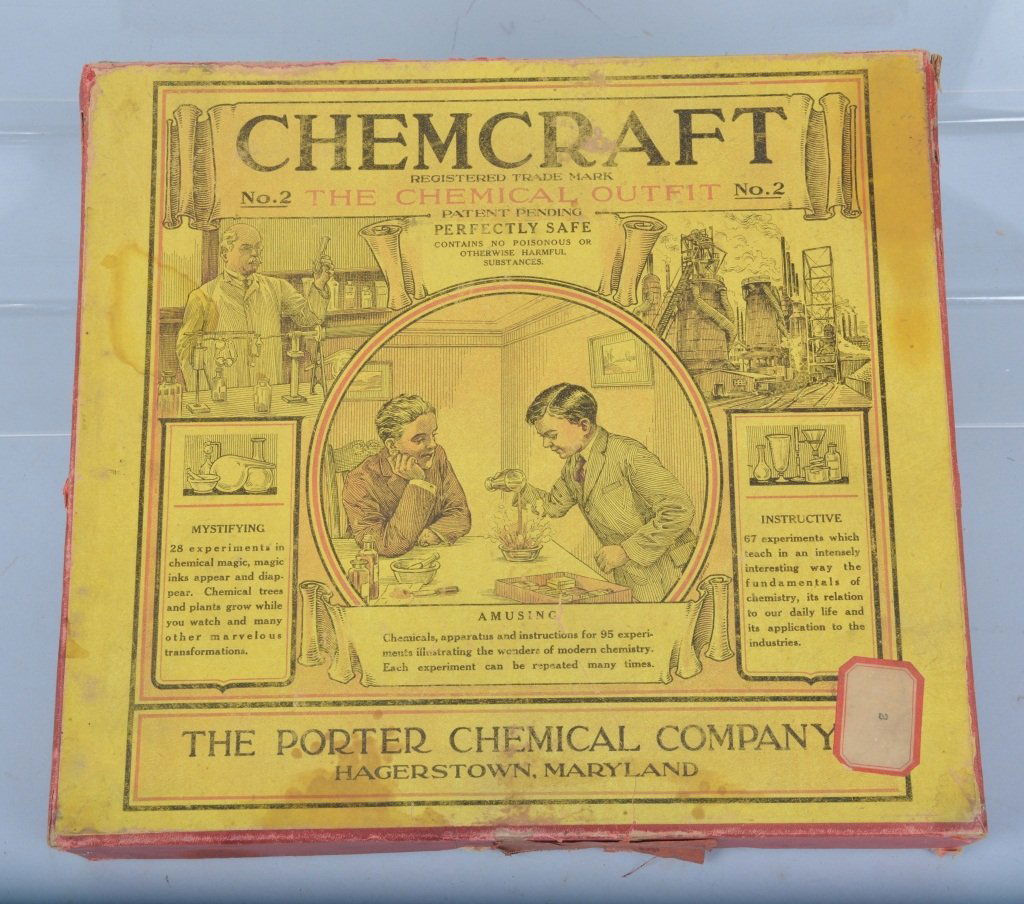 CHEMCRAFT
REGISTERED TRADE MARK
No.2 THE CHEMICAL OUTFIT No.2
PATENT PENDING
PERFECTLY SAFE
CONTAINS NO POISONOUS OR
OTHERWISE HARMFUL
SUBSTANCES.
MYSTIFYING
28 experiments in
chemical magic, magic
inks appear and diap-
pear. Chemical trees
and plants grow while
you watch and many
other marvelous
transformations.
INSTRUCTIVE
67 experiments which
teach in an intensely
interesting way the
fundamentals of
chemistry, its relation
to our daily life and
its application to the
industries.
AMUSING
Chemicals, apparatus and instructions for 95 experi-
ments illustrating the wonders of modern chemistry.
Each experiment can be repeated many times.
THE PORTER CHEMICAL COMPANY
HAGERSTOWN, MARYLAND